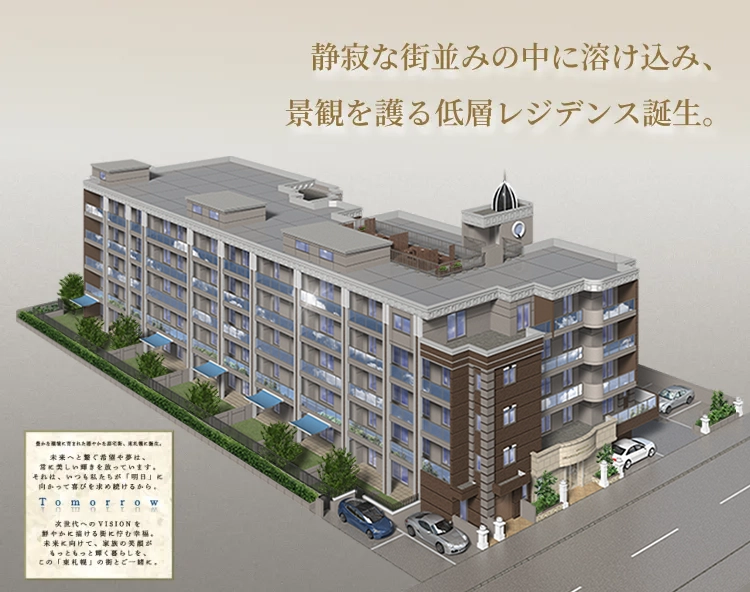 静寂な街並みの中に溶け込み、
景観を護る低層レジデンス誕生。
豊かな環境に育まれた穏やかな邸宅街、東札幌に誕生。
未来へと繋ぐ希望や夢は、
常に美しい輝きを放っています。
それは、いつも私たちが「明日」に
向かって喜びを求め続けるから。
Tomorrow
次世代へのVISIONを
鮮やかに描ける街に佇む幸福。
未来に向けて、家族の笑顔が
もっともっと輝く暮らしを、
この「東札幌」の街とご一緒に。